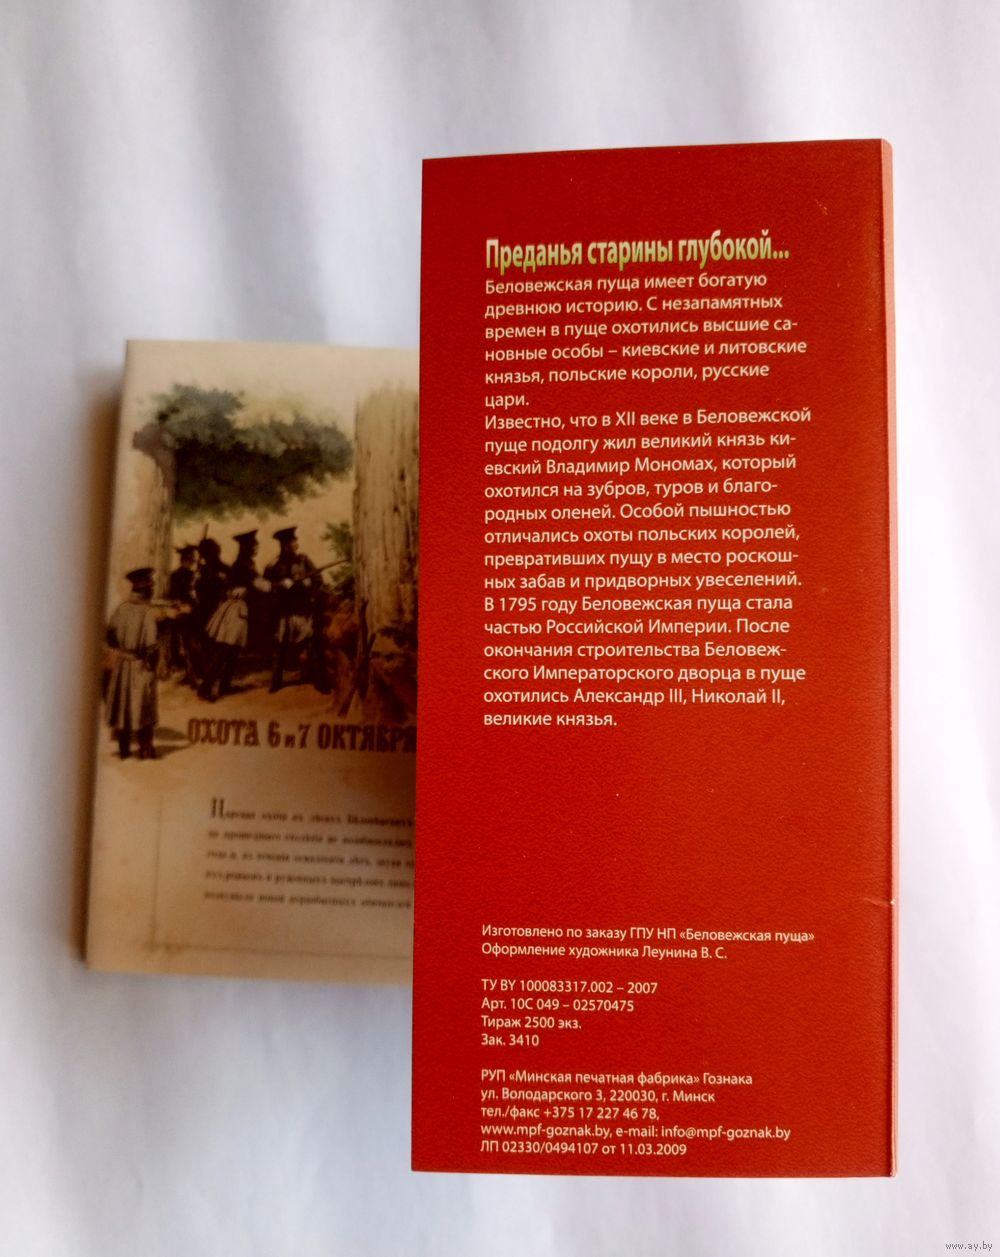 Преданья старины глубокой...
Беловежская пуща имеет богатую
древнюю историю. С незапамятных
времен в пуще охотились высшие са-
новные особы – киевские и литовские
князья, польские короли, русские
цари.
Известно, что в XII веке в Беловежской
пуще подолгу жил великий князь ки-
евский Владимир Мономах, который
охотился на зубров, туров и благо-
родных оленей. Особой пышностью
отличались охоты польских королей,
превративших пущу в место роскош-
ных забав и придворных увеселений.
В 1795 году Беловежская пуща стала
частью Российской Империи. После
окончания строительства Беловеж-
ского Императорского дворца в пуще
охотились Александр III, Николай II,
великие князья.
Изготовлено по заказу ГПУ НП «Беловежская пуща»
Оформление художника Леунина В. С.
ТУ BY 100083317.002 – 2007
Арт. 10С 049 – 02570475
Тираж 2500 экз.
Зак. 3410
РУП «Минская печатная фабрика» Гознака
ул. Володарского 3, 220030, г. Минск
тел./факс +375 17 227 46 78,
www.mpf-goznak.by, e-mail: info@mpf-goznak.by
ЛП 02330/0494107 от 11.03.2009
ОХОТА 6 и 7 ОКТЯБРЯ
Царская охота въ
www.ay.by